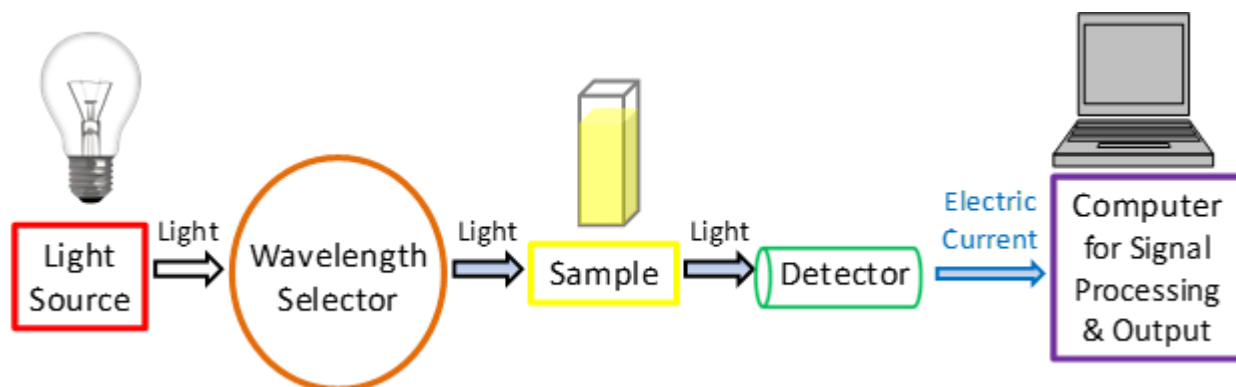 Light
Source
Light
Wavelength
Selector
Light
Sample
Light
Detector
Electric
Current
Computer
for Signal
Processing
& Output